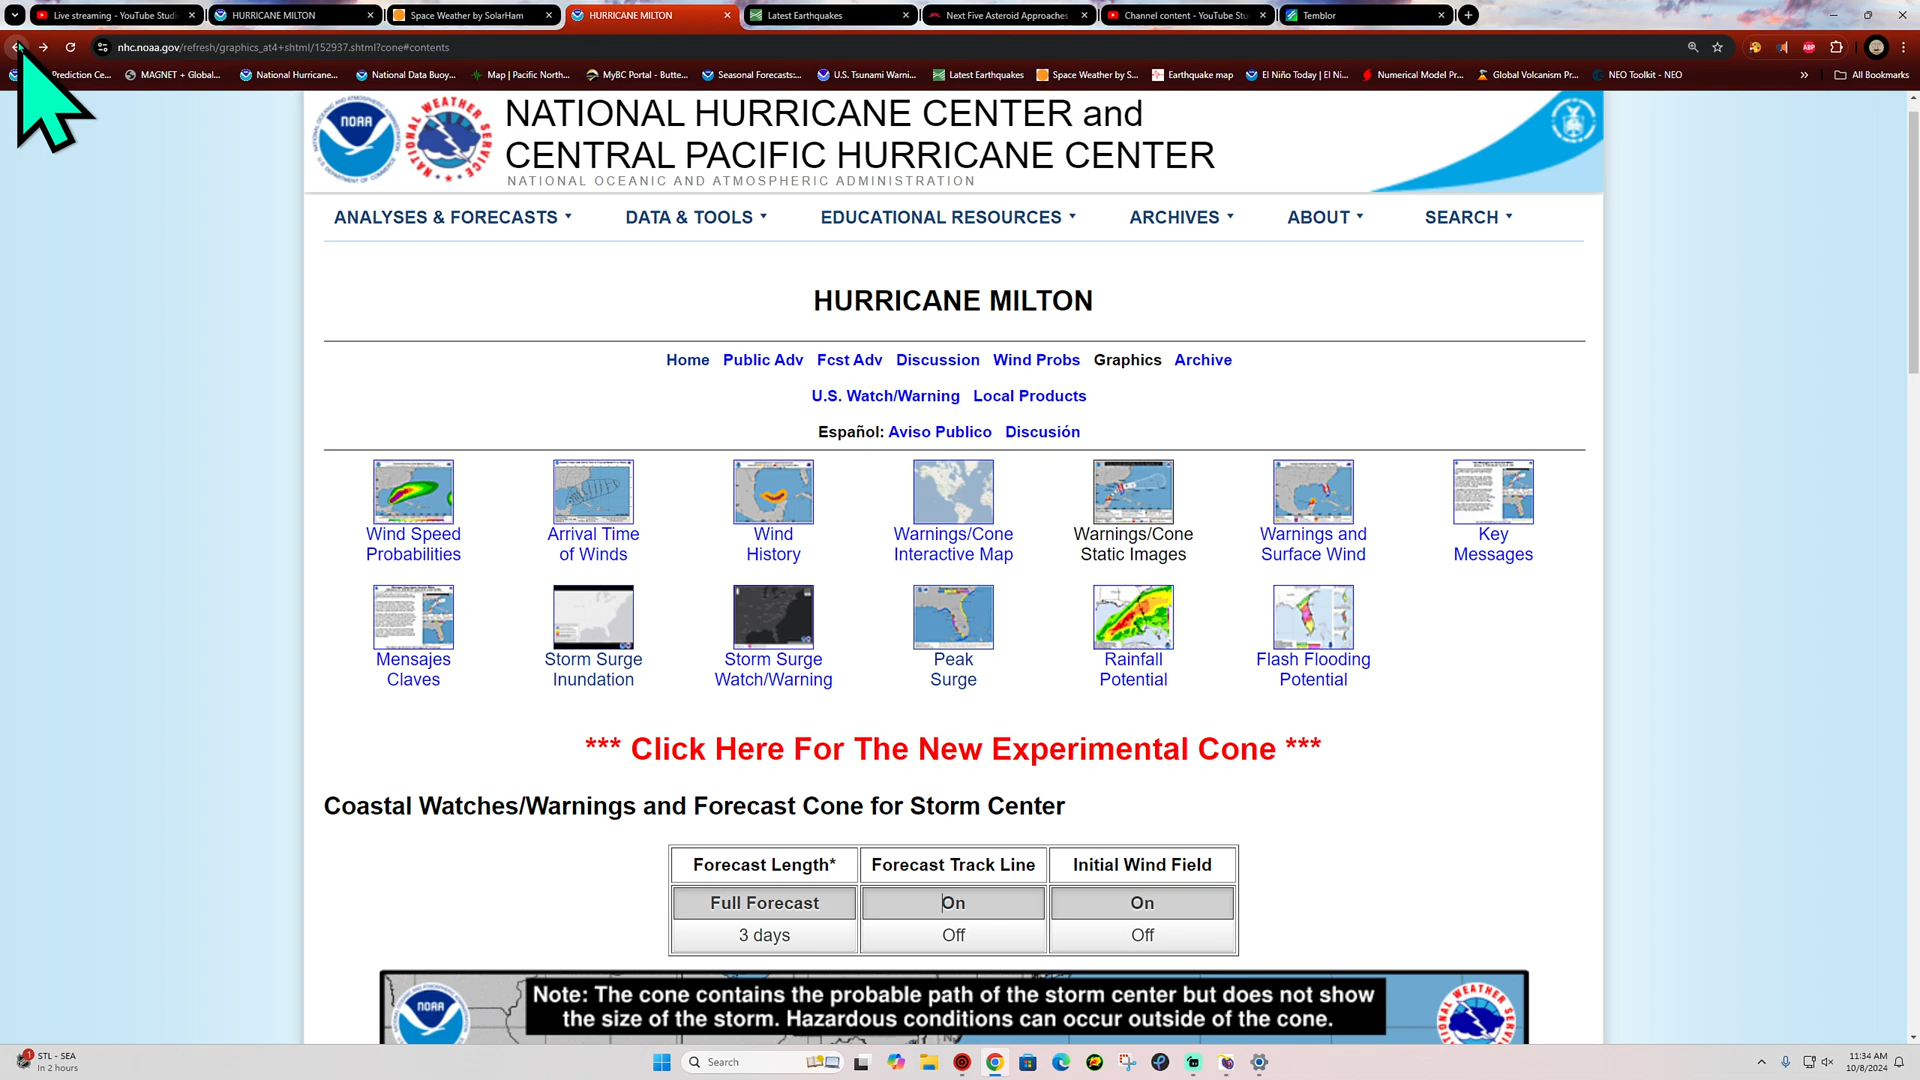 Live streaming - YouTube Studi
HURRICANE MILTON
Space Weather by SolarHam
HURRICANE MILTON
Latest Earthquakes
Next Five Asteroid Approaches
Channel content - YouTube Stu
Temblor
nhc.noaa.gov/refresh/graphics_at4+shtml/152937.shtml?cone#contents
Prediction Ce...
MAGNET + Global...
National Hurricane...
National Data Buoy...
Map | Pacific North...
MyBC Portal - Butte...
Seasonal Forecasts:...
U.S. Tsunami Warni...
Latest Earthquakes
Space Weather by S...
Earthquake map
El Niño Today | El Ni...
Numerical Model Pr...
Global Volcanism Pr...
NEO Toolkit - NEO
All Bookmarks
NOAA
NATIONAL HURRICANE CENTER and
CENTRAL PACIFIC HURRICANE CENTER
NATIONAL OCEANIC AND ATMOSPHERIC ADMINISTRATION
ANALYSES & FORECASTS
DATA & TOOLS
EDUCATIONAL RESOURCES
ARCHIVES
ABOUT
SEARCH
HURRICANE MILTON
Home Public Adv Fcst Adv Discussion Wind Probs Graphics Archive
U.S. Watch/Warning Local Products
Español: Aviso Publico Discusión
Wind Speed
Probabilities
Arrival Time
of Winds
Wind
History
Warnings/Cone
Interactive Map
Warnings/Cone
Static Images
Warnings and
Surface Wind
Key
Messages
Mensajes
Claves
Storm Surge
Inundation
Storm Surge
Watch/Warning
Peak
Surge
Rainfall
Potential
Flash Flooding
Potential
*** Click Here For The New Experimental Cone ***
Coastal Watches/Warnings and Forecast Cone for Storm Center
Forecast Length* Forecast Track Line Initial Wind Field
Full Forecast On On
3 days Off Off
NOAA
Note: The cone contains the probable path of the storm center but does not show
the size of the storm. Hazardous conditions can occur outside of the cone.
1
STL - SEA
In 2 hours
Search
11:34 AM
10/8/2024